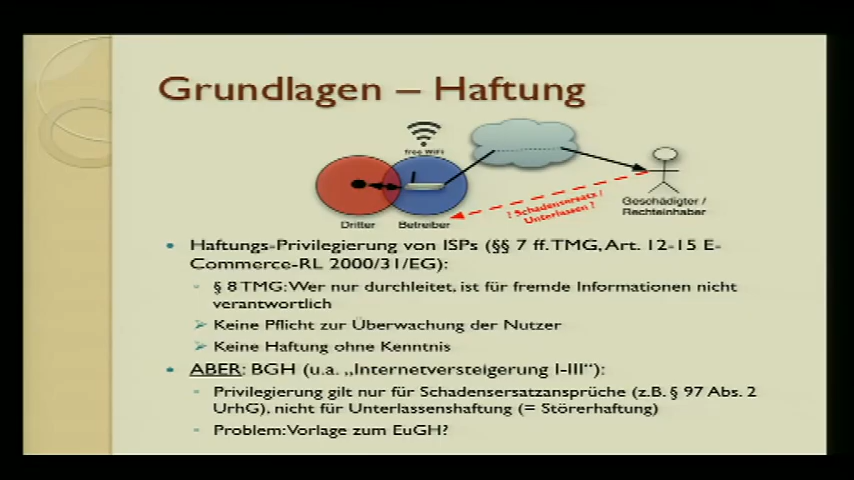 Grundlagen – Haftung
free WiFi
? Schadensersatz /
Unterlassen ?
Geschädigter /
Rechteinhaber
Dritter
Betreiber
• Haftungs-Privilegierung von ISPs (§§ 7 ff. TMG, Art. 12-15 E-
Commerce-RL 2000/31/EG):
- § 8 TMG: Wer nur durchleitet, ist für fremde Informationen nicht
verantwortlich
➢ Keine Pflicht zur Überwachung der Nutzer
➢ Keine Haftung ohne Kenntnis
• ABER: BGH (u.a. „Internetversteigerung I-III“):
- Privilegierung gilt nur für Schadensersatzansprüche (z.B. § 97 Abs. 2
UrhG), nicht für Unterlassenshaftung (= Störerhaftung)
- Problem: Vorlage zum EuGH?